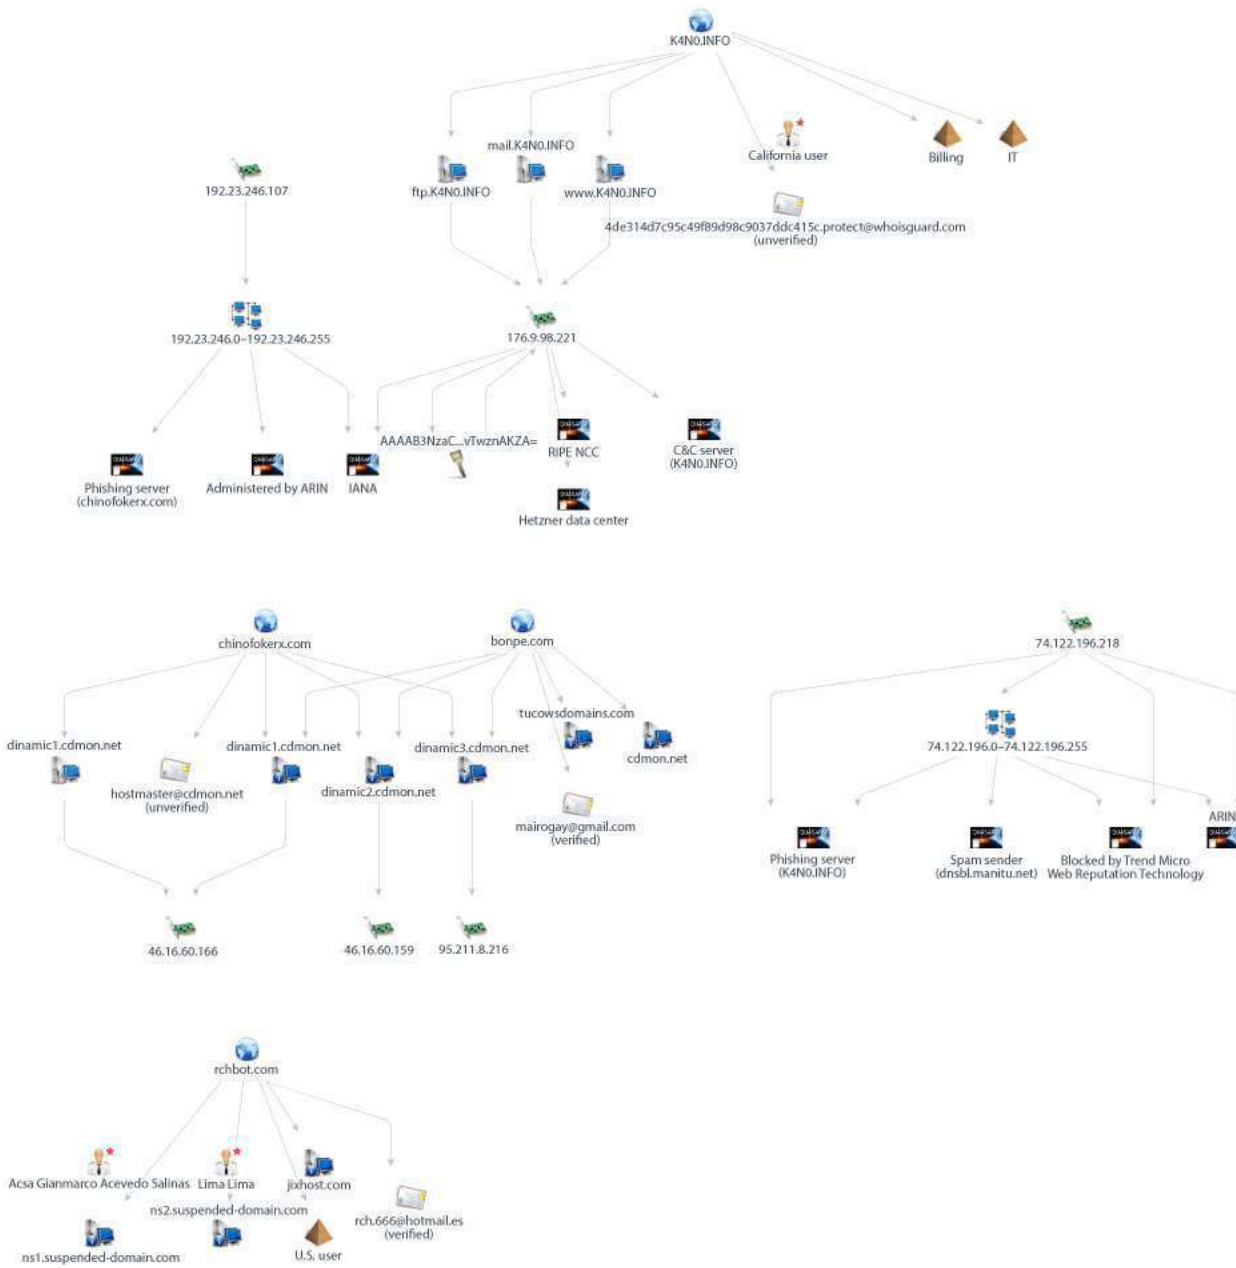 K4N0.INFO
mail.K4N0.INFO
California user
Billing
IT
192.23.246.107
ftp.K4N0.INFO
www.K4N0.INFO
4de314d7c95c49f89d98c9037ddc415c.protect@whoisguard.com
(unverified)
192.23.246.0–192.23.246.255
176.9.98.221
AAAAB3NzaC...vTwznAKZA=
RIPE NCC
C&C server
(K4N0.INFO)
Phishing server
(chinofokerx.com)
Administered by ARIN
IANA
Hetzner data center
chinofokerx.com
bonpe.com
74.122.196.218
tucowsdomains.com
dinamic1.cdmon.net
dinamic1.cdmon.net
dinamic3.cdmon.net
cdmon.net
74.122.196.0–74.122.196.255
hostmaster@cdmon.net
(unverified)
dinamic2.cdmon.net
mairogay@gmail.com
(verified)
ARIN
Phishing server
(K4N0.INFO)
Spam sender
(dnsbl.manitu.net)
Blocked by Trend Micro
Web Reputation Technology
46.16.60.166
46.16.60.159
95.211.8.216
rchbot.com
Acsa Gianmarco Acevedo Salinas
Lima Lima
jixhost.com
ns2.suspended-domain.com
rch.666@hotmail.es
(verified)
ns1.suspended-domain.com
U.S. user